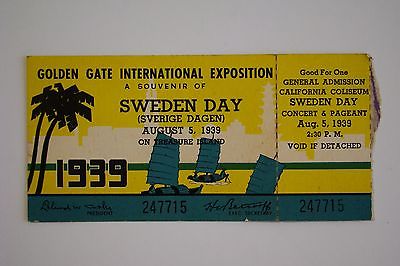 GOLDEN GATE INTERNATIONAL EXPOSITION
A SOUVENIR OF
SWEDEN DAY
(SVERIGE DAGEN)
AUGUST 5, 1939
ON TREASURE ISLAND
1939
PRESIDENT
247715
EXEC. SECRETARY
Good For One
GENERAL ADMISSION
CALIFORNIA COLISEUM
SWEDEN DAY
CONCERT & PAGEANT
Aug. 5, 1939
2:30 P. M.
VOID IF DETACHED
247715